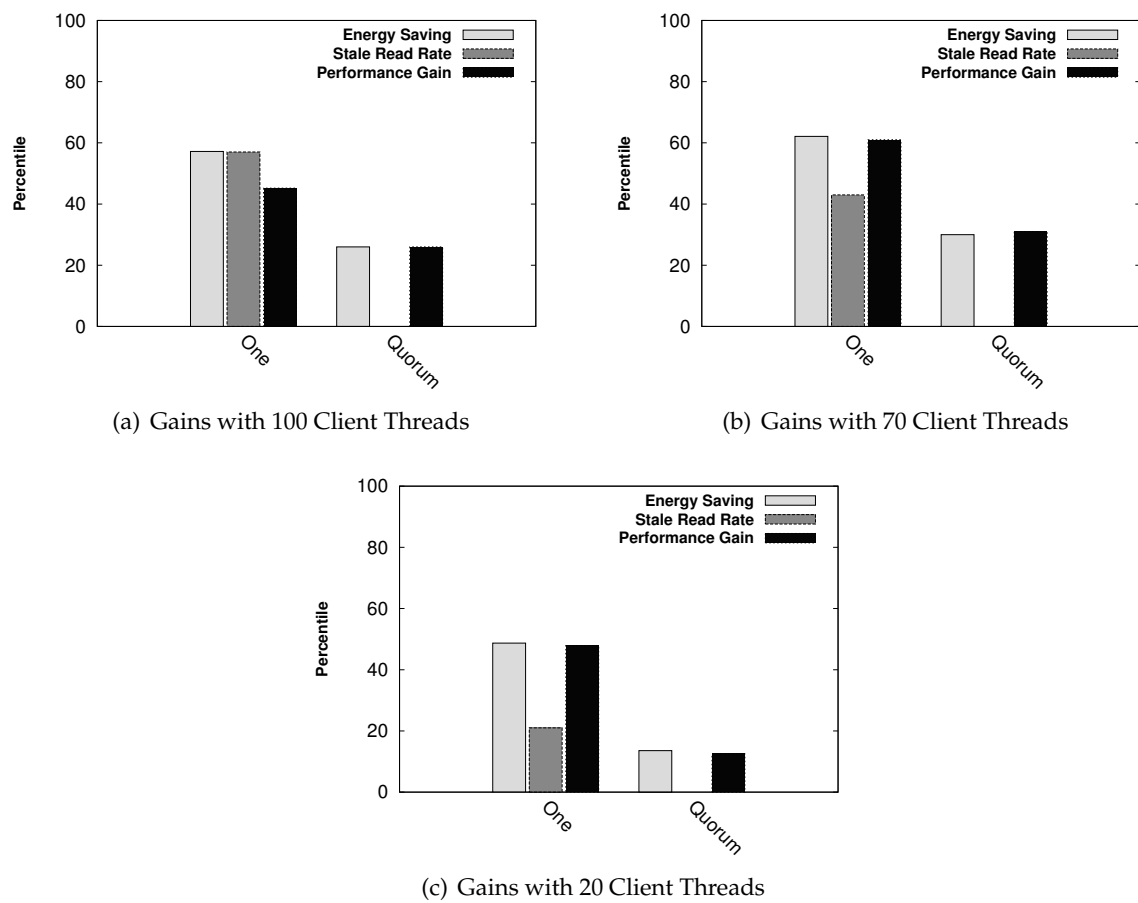 100
80
60
40
20
0
Percentile
Energy Saving
Stale Read Rate
Performance Gain
One
Quorum
(a) Gains with 100 Client Threads
100
80
60
40
20
0
Percentile
Energy Saving
Stale Read Rate
Performance Gain
One
Quorum
(b) Gains with 70 Client Threads
100
80
60
40
20
0
Percentile
Energy Saving
Stale Read Rate
Performance Gain
One
Quorum
(c) Gains with 20 Client Threads